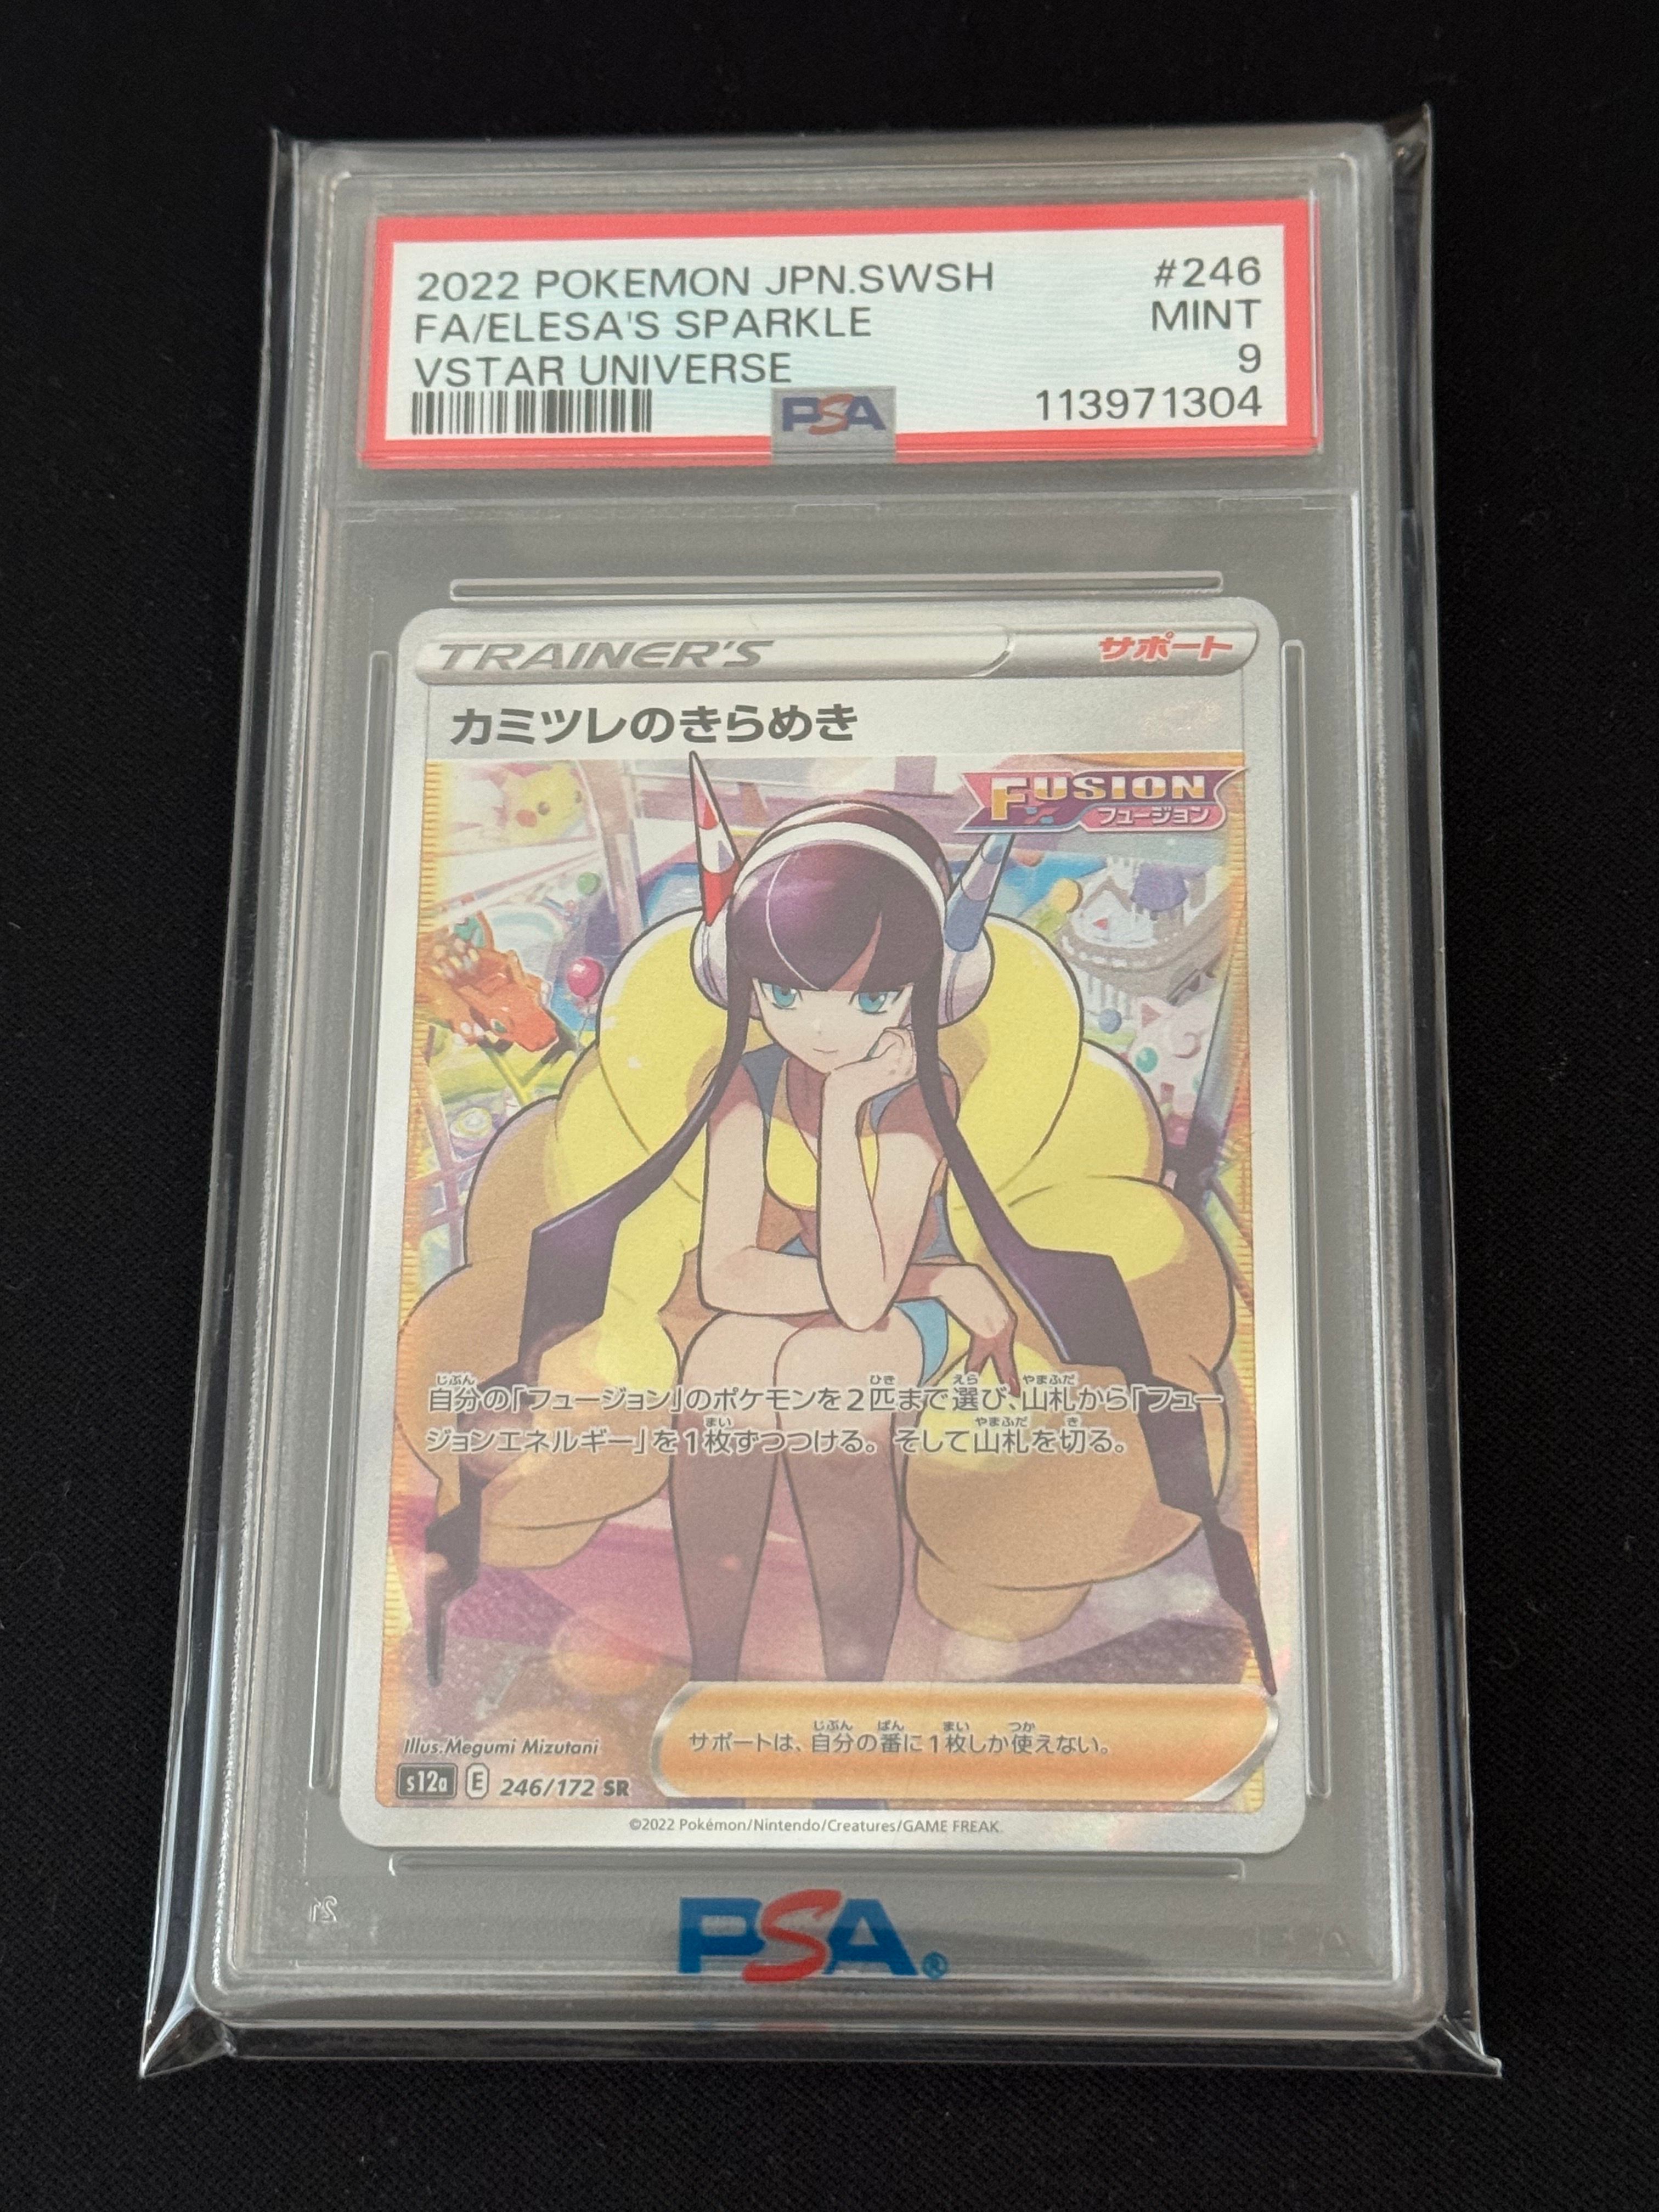 2022 POKEMON JPN.SWSH #246
FA/ELESA'S SPARKLE MINT
VSTAR UNIVERSE 9
PSA 113971304
TRAINER'S サポート
カミツレのきらめき
FUSION
フュージョン
自分の「フュージョン」のポケモンを2匹まで選び、山札から「フュー
ジョンエネルギー」を1枚ずつつける。そして山札を切る。
サポートは、自分の番に1枚しか使えない。
Illus.Megumi Mizutani
s12a E 246/172 SR
©2022 Pokémon/Nintendo/Creatures/GAME FREAK.
PSA®